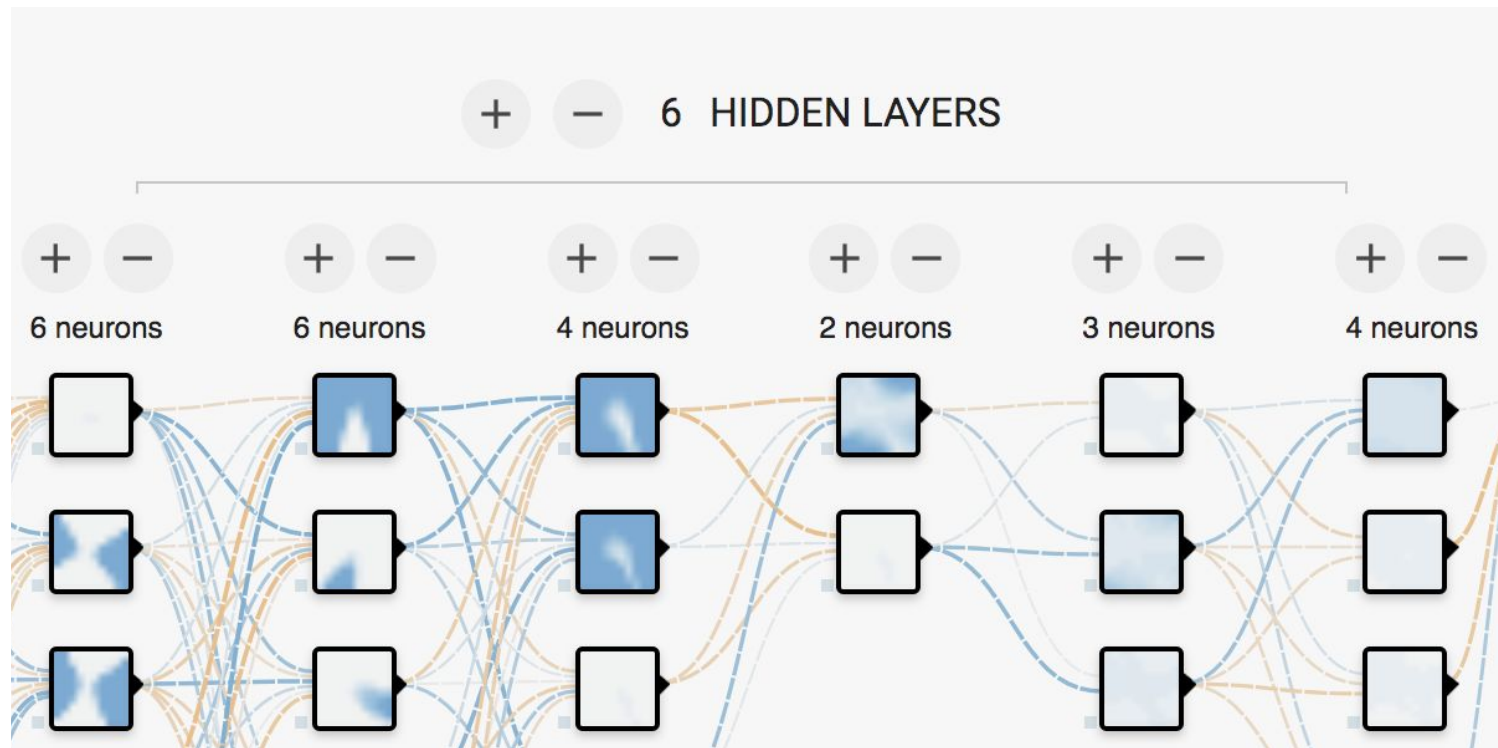 + − 6 HIDDEN LAYERS
+ − + − + − + − + − + −
6 neurons 6 neurons 4 neurons 2 neurons 3 neurons 4 neurons